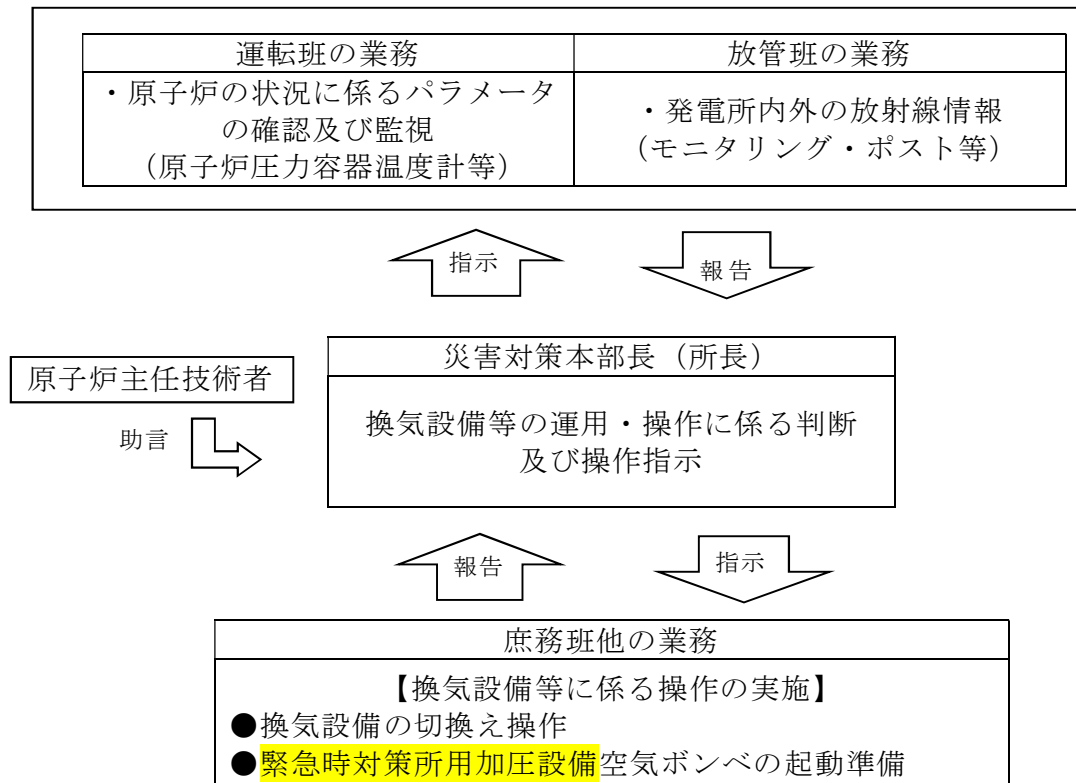 運転班の業務
放管班の業務
・原子炉の状況に係るパラメータ
の確認及び監視
(原子炉圧力容器温度計等)
・発電所内外の放射線情報
(モニタリング・ポスト等)
指示
報告
災害対策本部長(所長)
原子炉主任技術者
助言
換気設備等の運用・操作に係る判断
及び操作指示
報告
指示
庶務班他の業務
【換気設備等に係る操作の実施】
●換気設備の切換え操作
●緊急時対策所用加圧設備空気ボンベの起動準備